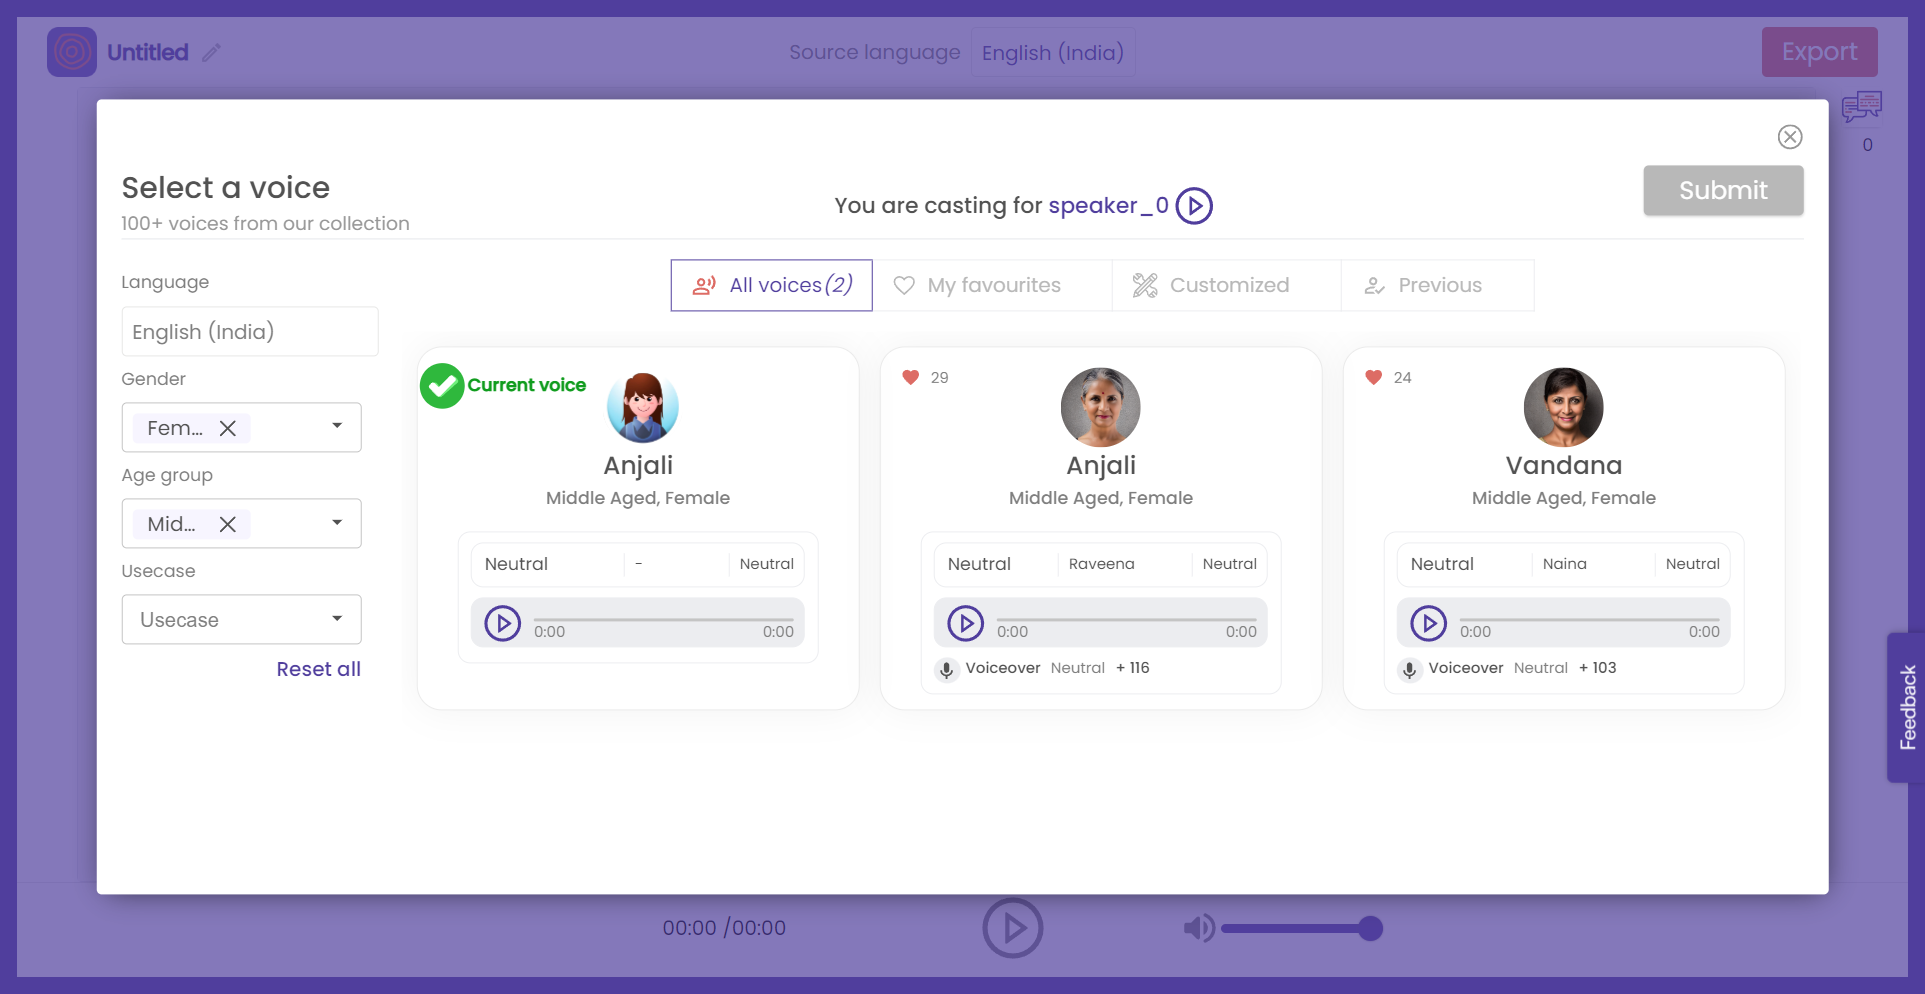 Untitled
Source language English (India)
Export
0
Select a voice
100+ voices from our collection
You are casting for speaker_0
Submit
Language
English (India)
Gender
Fem...
Age group
Mid...
Usecase
Usecase
Reset all
All voices(2)
My favourites
Customized
Previous
Current voice
Anjali
Middle Aged, Female
Neutral - Neutral
0:00 0:00
29
Anjali
Middle Aged, Female
Neutral Raveena Neutral
0:00 0:00
Voiceover Neutral + 116
24
Vandana
Middle Aged, Female
Neutral Naina Neutral
0:00 0:00
Voiceover Neutral + 103
Feedback
00:00 /00:00